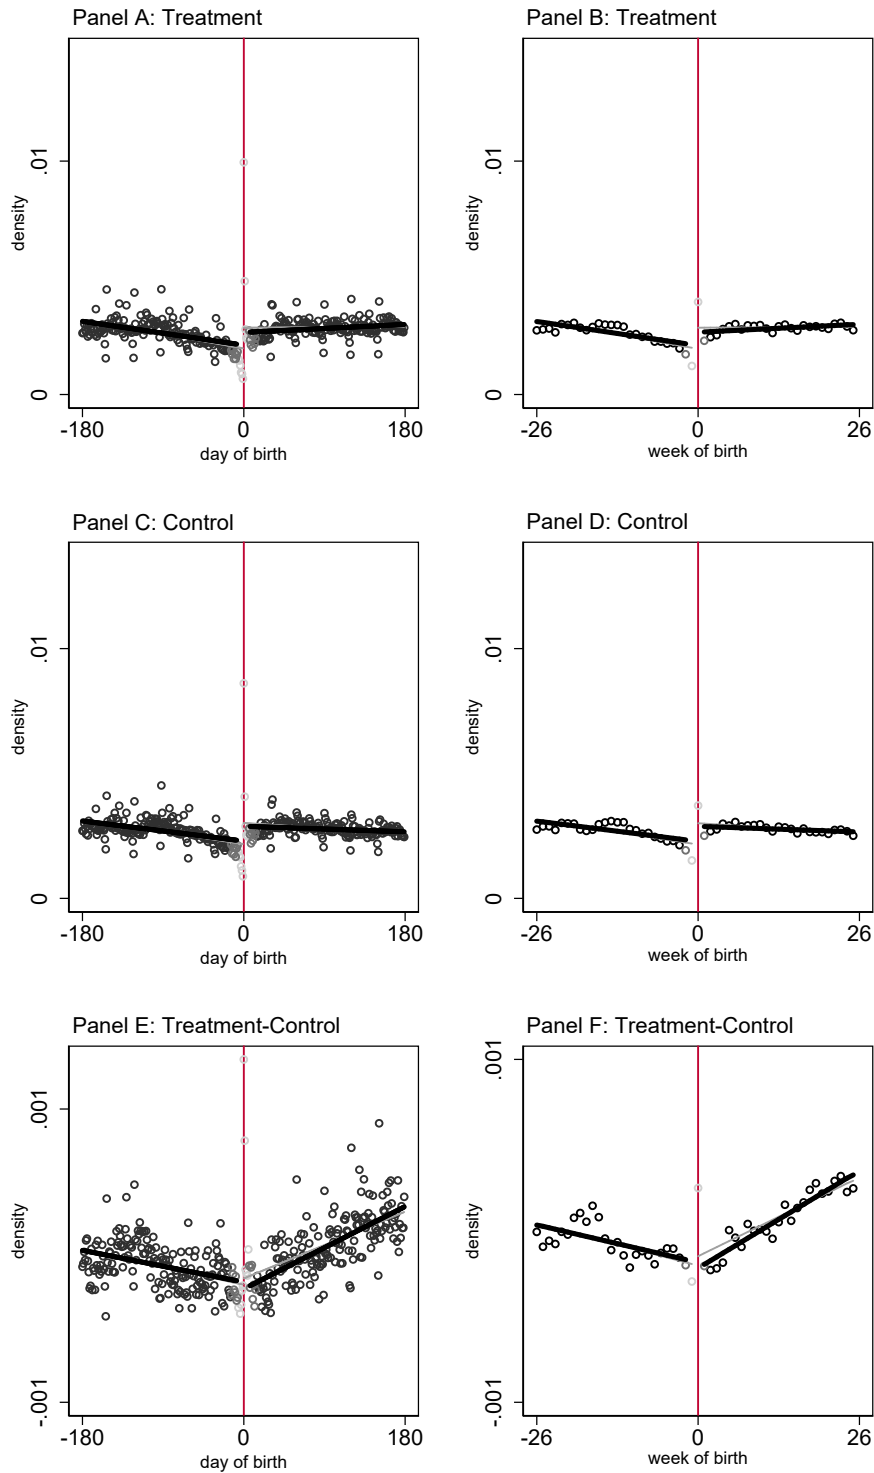 Panel A: Treatment
.01
0
density
-180 0 180
day of birth
Panel B: Treatment
.01
0
density
-26 0 26
week of birth
Panel C: Control
.01
0
density
-180 0 180
day of birth
Panel D: Control
.01
0
density
-26 0 26
week of birth
Panel E: Treatment-Control
.001
-.001
density
-180 0 180
day of birth
Panel F: Treatment-Control
.001
-.001
density
-26 0 26
week of birth